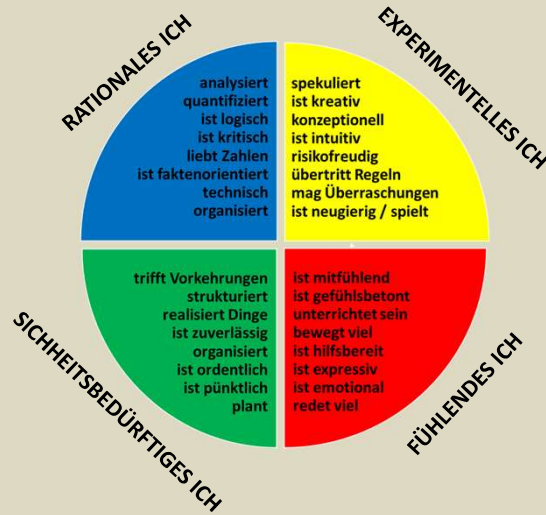 RATIONALES ICH
analysiert
quantifiziert
ist logisch
ist kritisch
liebt Zahlen
ist faktenorientiert
technisch
organisiert
EXPERIMENTELLES ICH
spekuliert
ist kreativ
konzeptionell
ist intuitiv
risikofreudig
übertritt Regeln
mag Überraschungen
ist neugierig / spielt
SICHHEITSBEDÜRFTIGES ICH
trifft Vorkehrungen
strukturiert
realisiert Dinge
ist zuverlässig
organisiert
ist ordentlich
ist pünktlich
plant
FÜHLENDES ICH
ist mitfühlend
ist gefühlsbetont
unterrichtet sein
bewegt viel
ist hilfsbereit
ist expressiv
ist emotional
redet viel